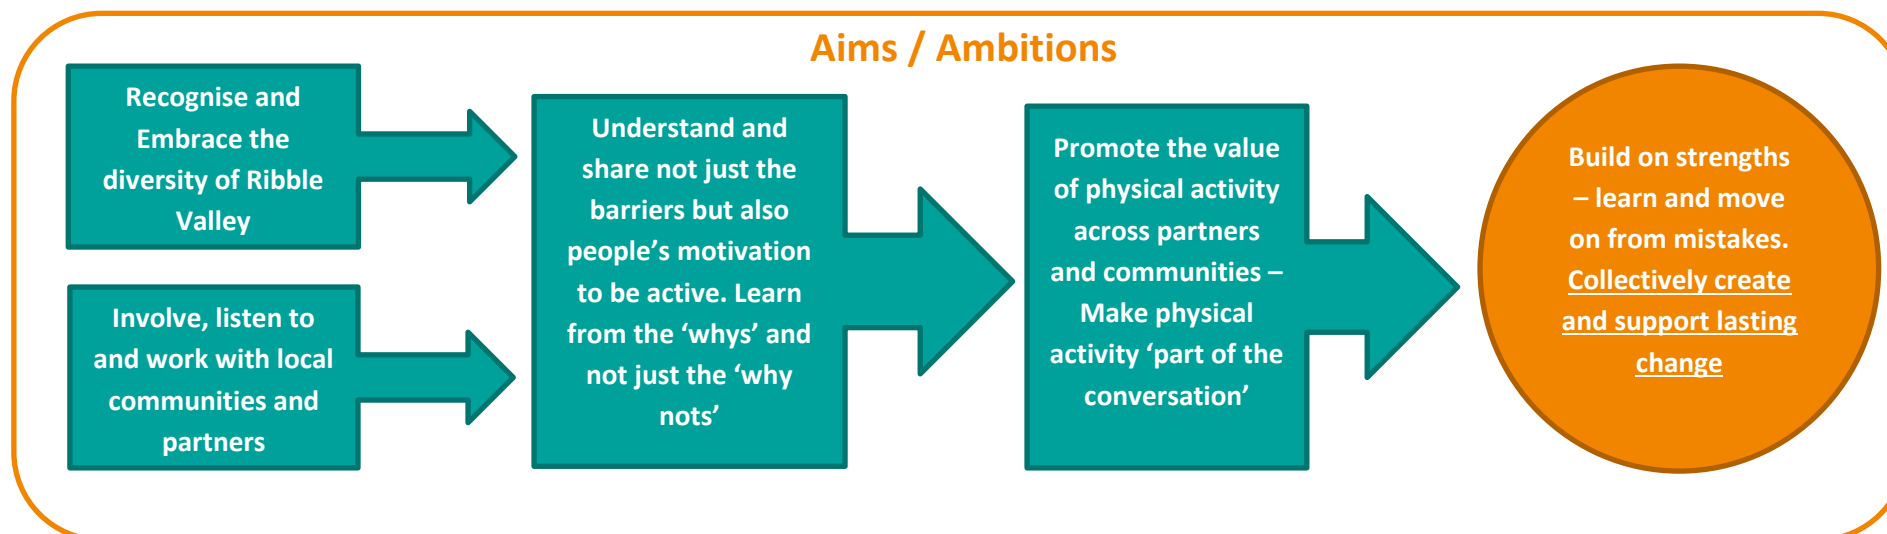 Aims / Ambitions
Recognise and
Embrace the
diversity of Ribble
Valley
Involve, listen to
and work with local
communities and
partners
Understand and
share not just the
barriers but also
people’s motivation
to be active. Learn
from the ‘whys’ and
not just the ‘why
nots’
Promote the value
of physical activity
across partners
and communities –
Make physical
activity ‘part of the
conversation’
Build on strengths
– learn and move
on from mistakes.
Collectively create
and support lasting
change